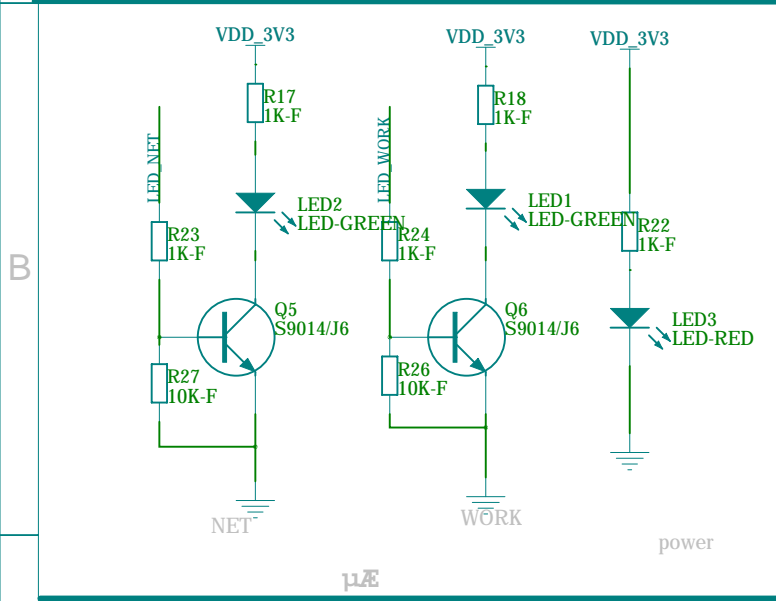 VDD_3V3
VDD_3V3
VDD_3V3
R17
1K-F
R18
1K-F
LED_NET
LED_WORK
LED2
LED-GREEN
LED1
LED-GREEN
R23
1K-F
R24
1K-F
R22
1K-F
B
Q5
S9014/J6
Q6
S9014/J6
LED3
LED-RED
R27
10K-F
R26
10K-F
NET
WORK
power
µÆ